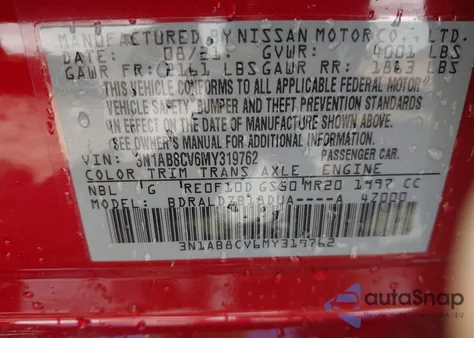 MANUFACTURED BY NISSAN MOTOR CO., LTD.
DATE: 08/21 GVWR: 4001 LBS
GAWR FR: 2161 LBS GAWR RR: 1863 LBS
THIS VEHICLE CONFORMS TO ALL APPLICABLE FEDERAL MOTOR
VEHICLE SAFETY, BUMPER AND THEFT PREVENTION STANDARDS
IN EFFECT ON THE DATE OF MANUFACTURE SHOWN ABOVE.
SEE OWNER'S MANUAL FOR ADDITIONAL INFORMATION.
VIN: 3N1AB8CV6MY319762 PASSENGER CAR.
COLOR TRIM TRANS AXLE ENGINE
NBL G RE0F10D GS50 MR20 1997 CC
A 4Z000
3N1AB8CV6MY319762
autoSnap